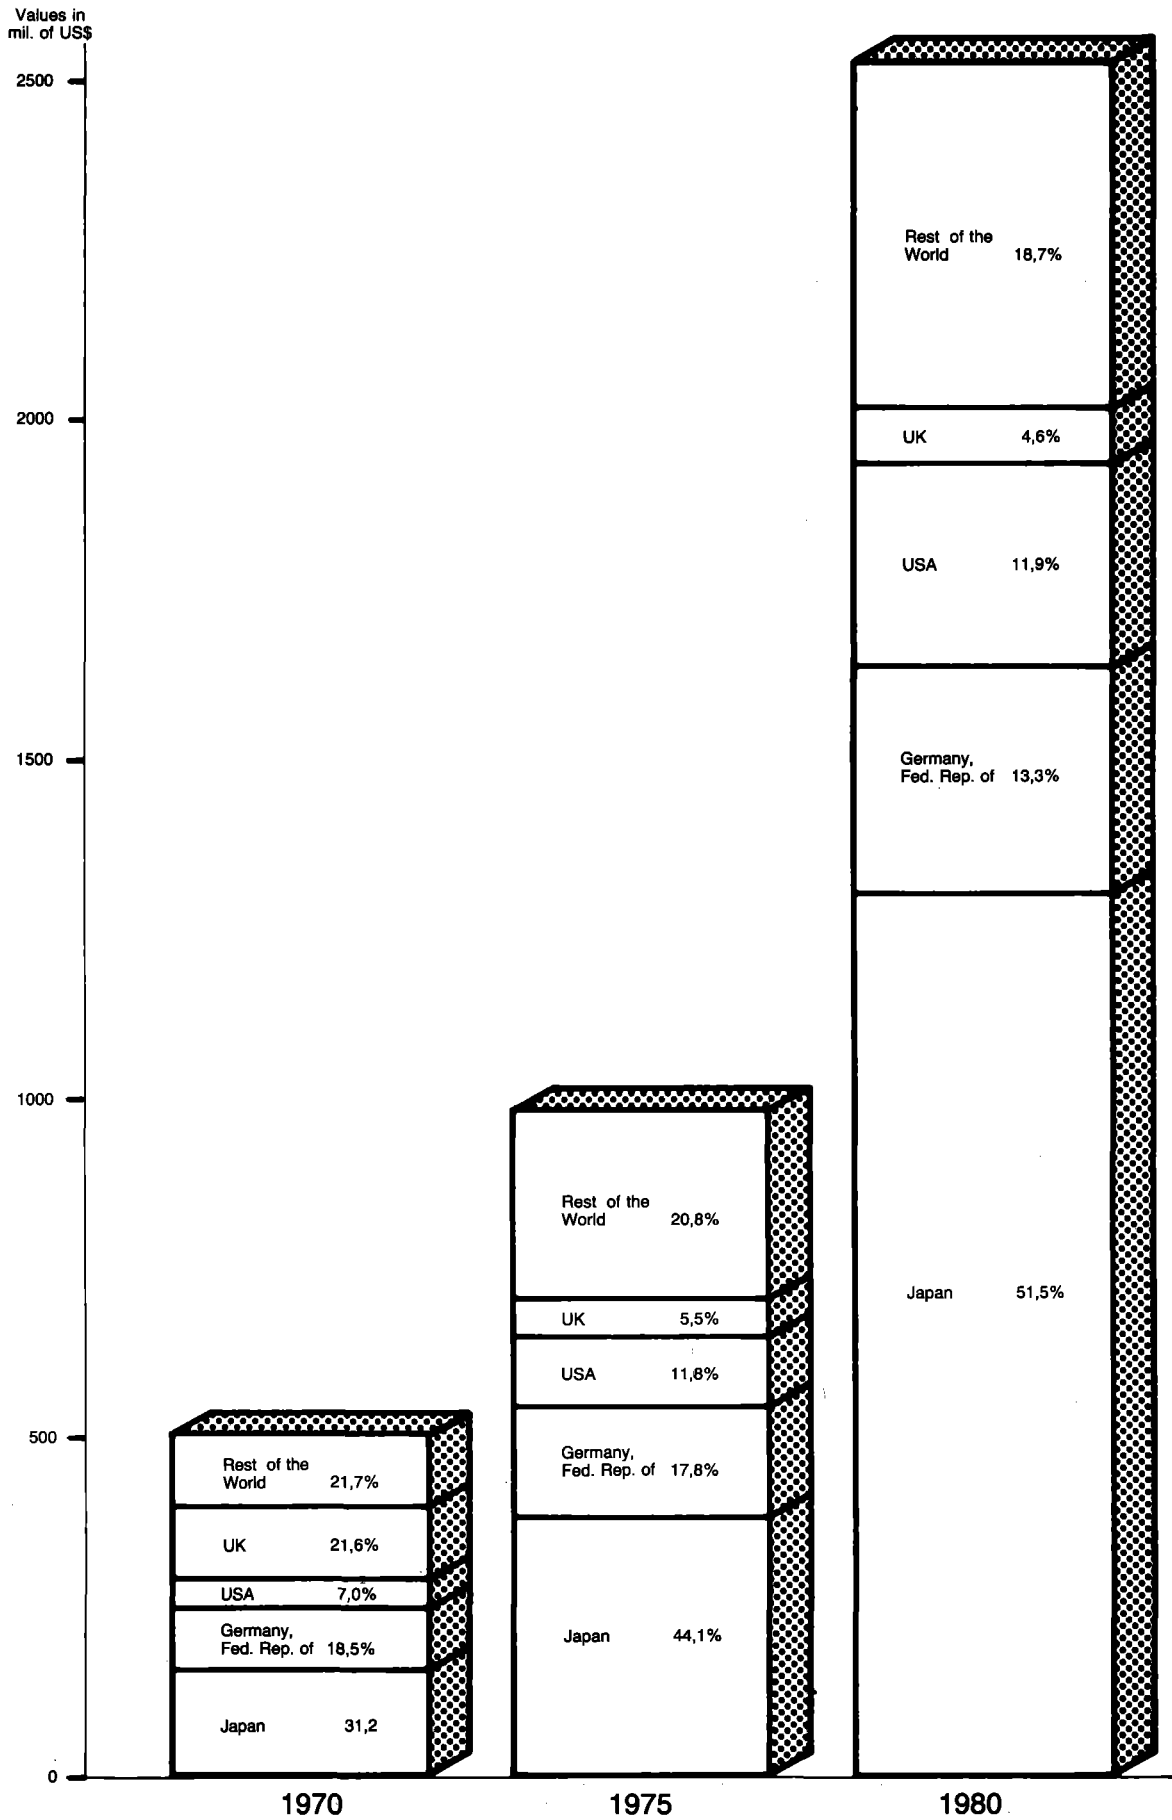 Values in
mil. of US$
2500
2000
1500
1000
500
0
Rest of the
World 21,7%
UK 21,6%
USA 7,0%
Germany,
Fed. Rep. of 18,5%
Japan 31,2
Rest of the
World 20,8%
UK 5,5%
USA 11,8%
Germany,
Fed. Rep. of 17,8%
Japan 44,1%
Rest of the
World 18,7%
UK 4,6%
USA 11,9%
Germany,
Fed. Rep. of 13,3%
Japan 51,5%
1970 1975 1980